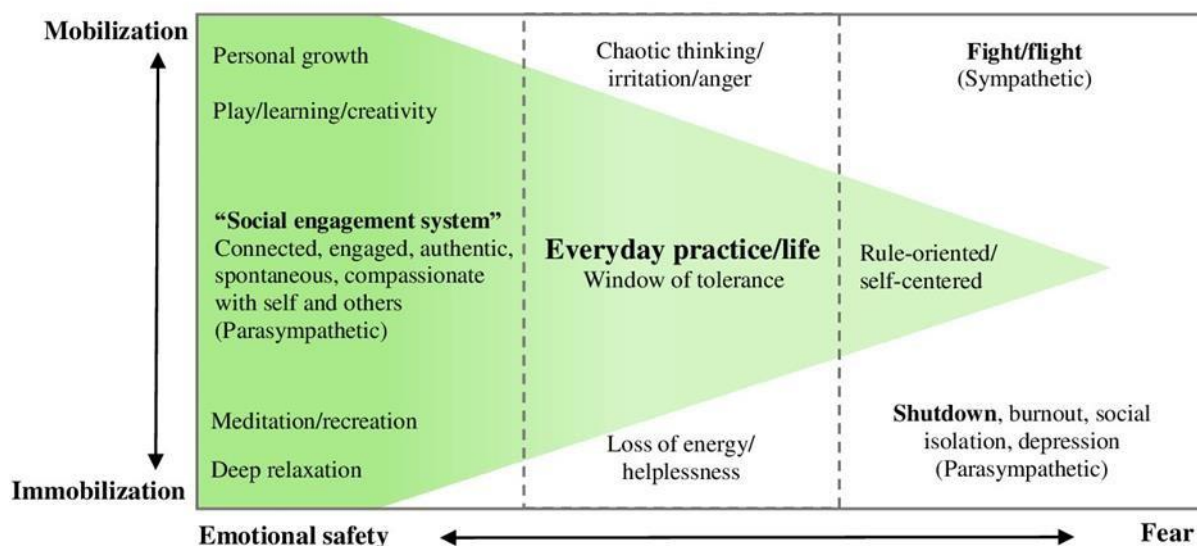 Mobilization
Immobilization
Personal growth
Play/learning/creativity
“Social engagement system”
Connected, engaged, authentic,
spontaneous, compassionate
with self and others
(Parasympathetic)
Meditation/recreation
Deep relaxation
Chaotic thinking/
irritation/anger
Everyday practice/life
Window of tolerance
Loss of energy/
helplessness
Fight/flight
(Sympathetic)
Rule-oriented/
self-centered
Shutdown, burnout, social
isolation, depression
(Parasympathetic)
Emotional safety
Fear